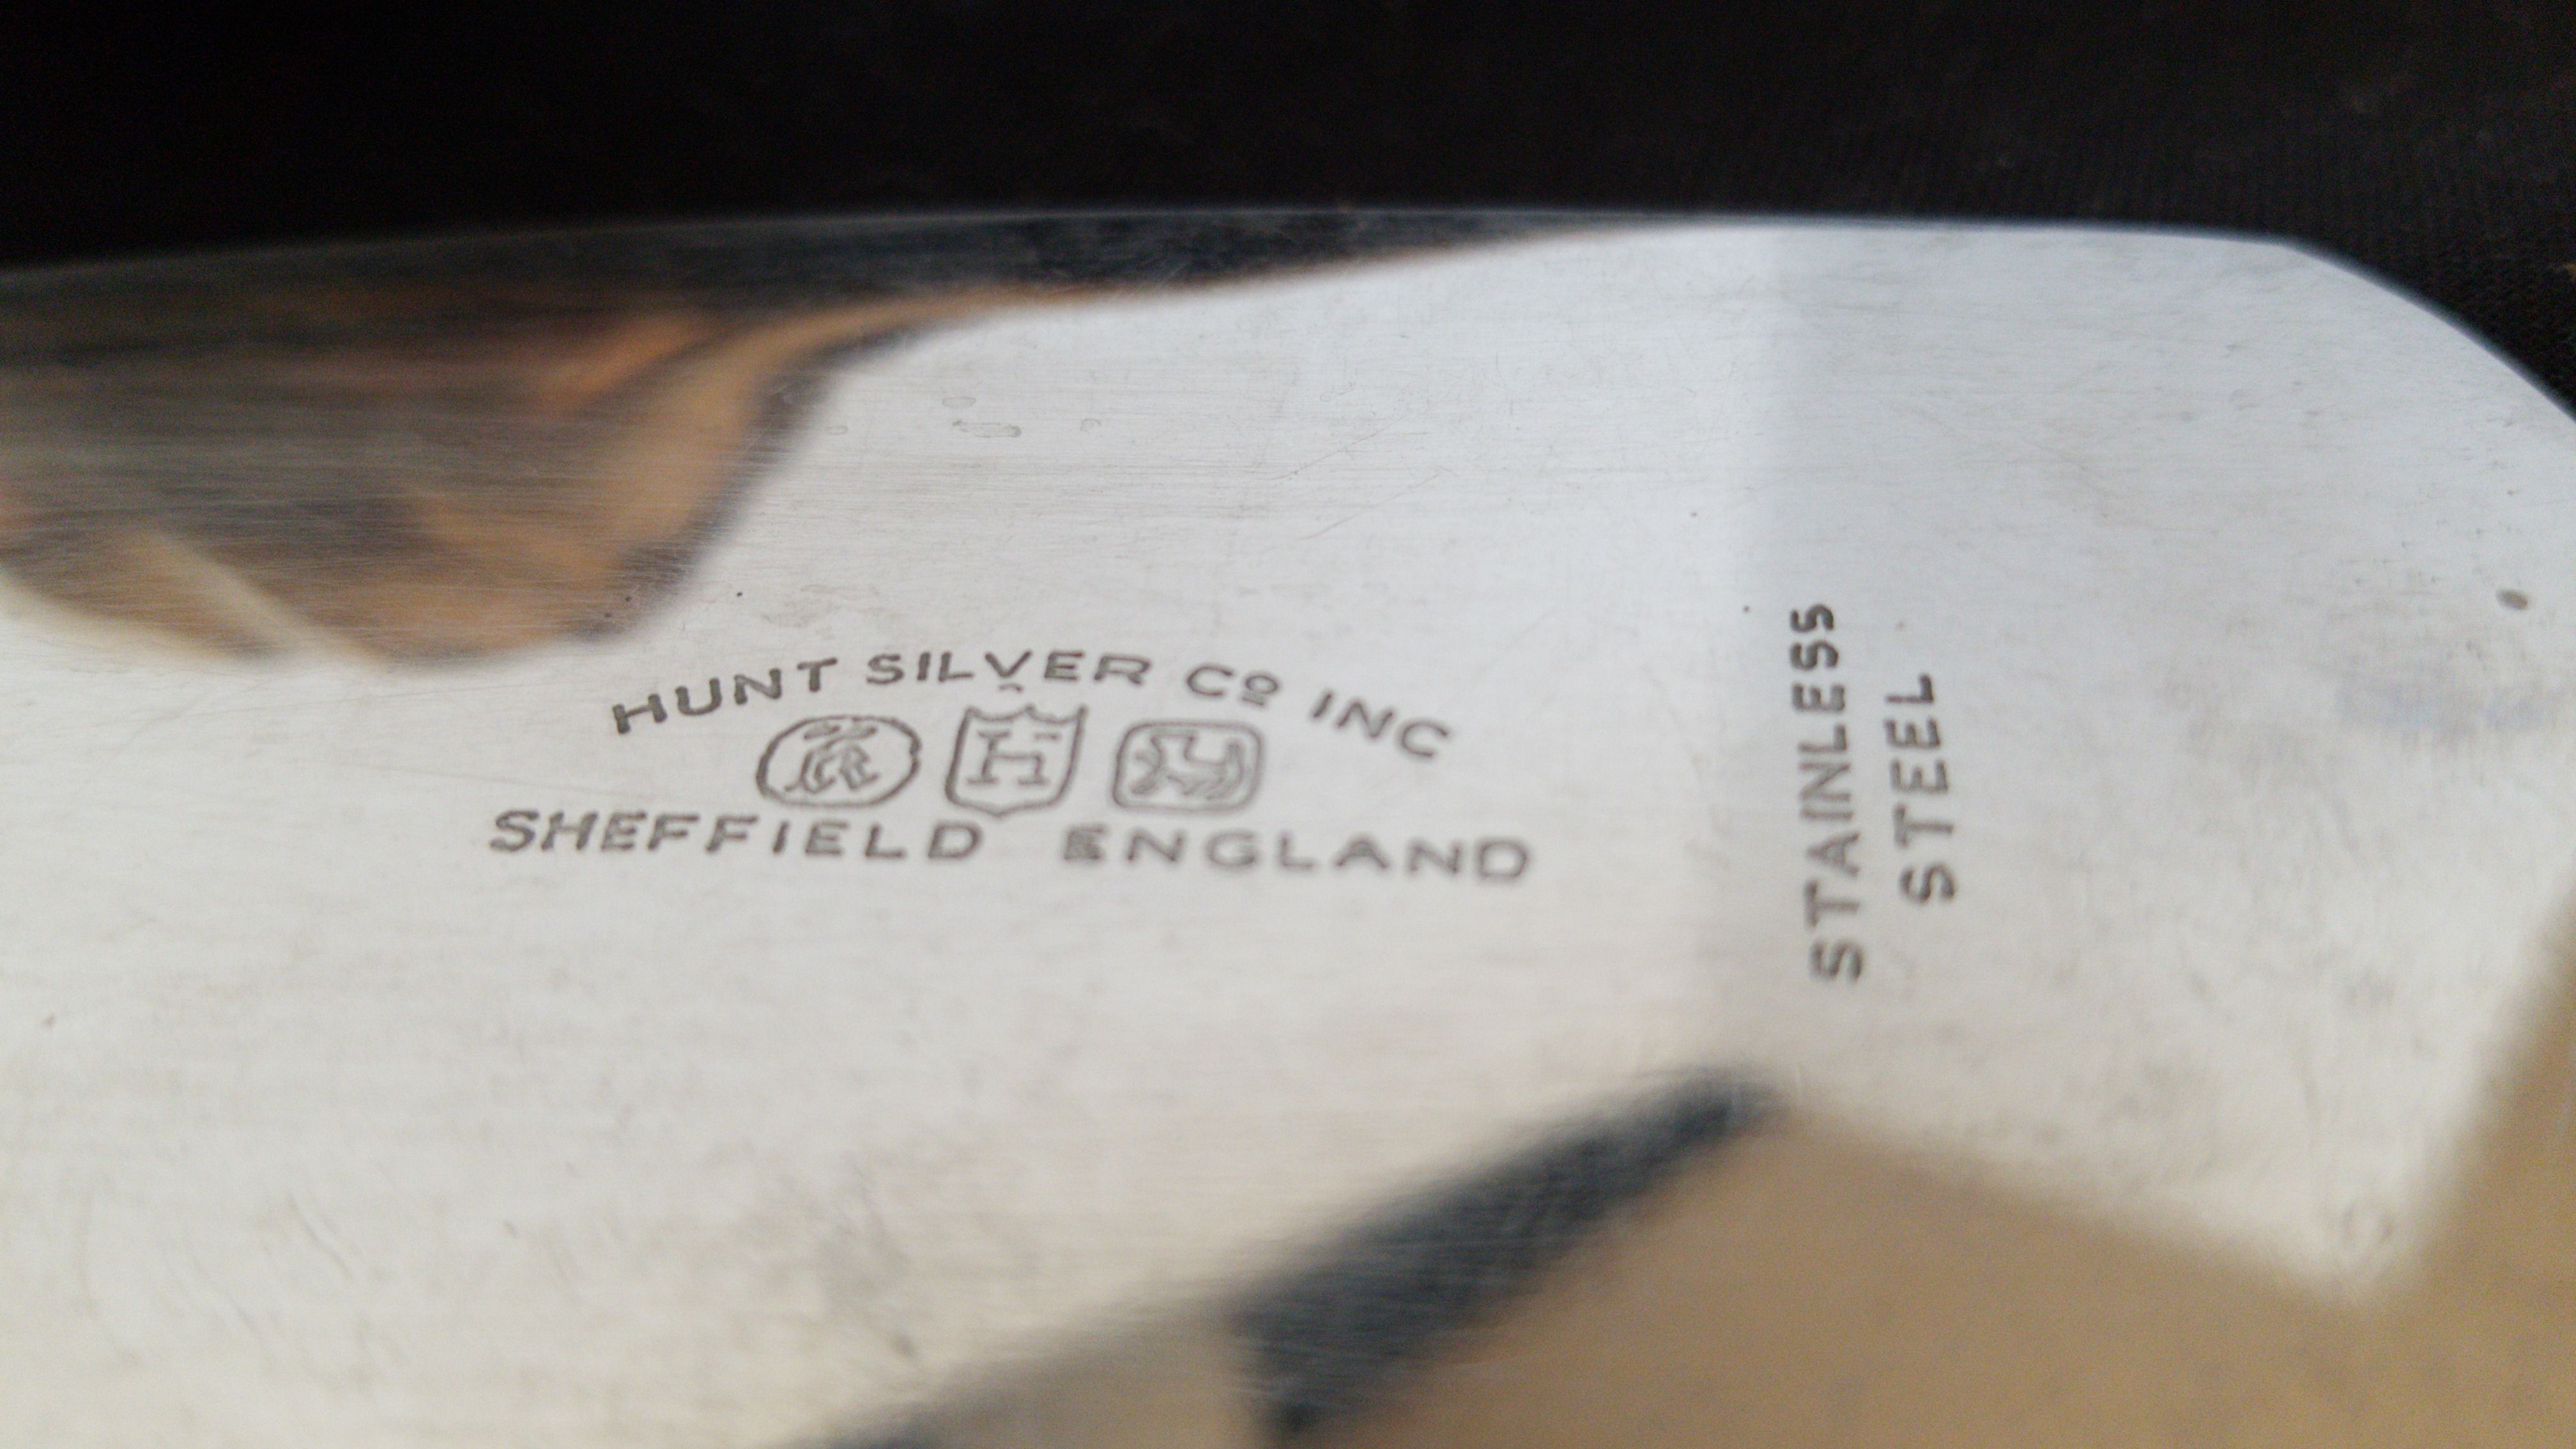 HUNT SILVER Cº INC
H
SHEFFIELD ENGLAND
STAINLESS
STEEL